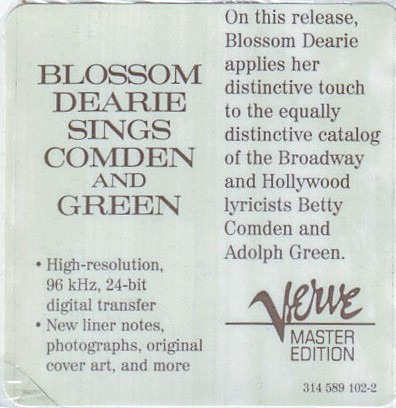 BLOSSOM
DEARIE
SINGS
COMDEN
AND
GREEN
• High-resolution,
96 kHz, 24-bit
digital transfer
• New liner notes,
photographs, original
cover art, and more
On this release,
Blossom Dearie
applies her
distinctive touch
to the equally
distinctive catalog
of the Broadway
and Hollywood
lyricists Betty
Comden and
Adolph Green.
Verve
MASTER
EDITION
314 589 102-2